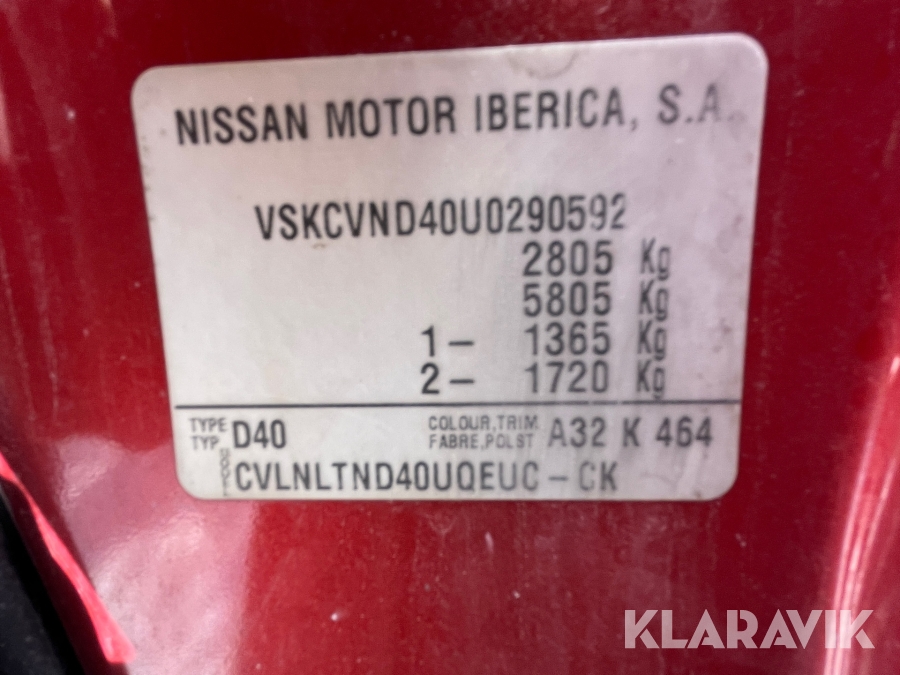 NISSAN MOTOR IBERICA, S.A.
VSKCVND40U0290592
2805 Kg
5805 Kg
1- 1365 Kg
2- 1720 Kg
TYPE TYP D40 COLOUR,TRIM FABRE,POLST A32 K 464
CVLNLTND40UQEUC-CK
KLARAVIK